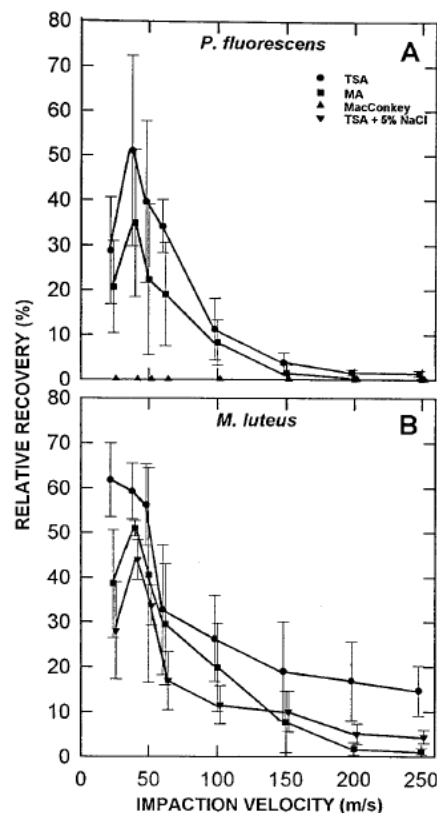 P. fluorescens
A
TSA
MA
MacConkey
TSA + 5% NaCl
80
70
60
50
40
30
20
10
0
RELATIVE RECOVERY (%)
M. luteus
B
80
70
60
50
40
30
20
10
0
0 50 100 150 200 250
IMPACTION VELOCITY (m/s)